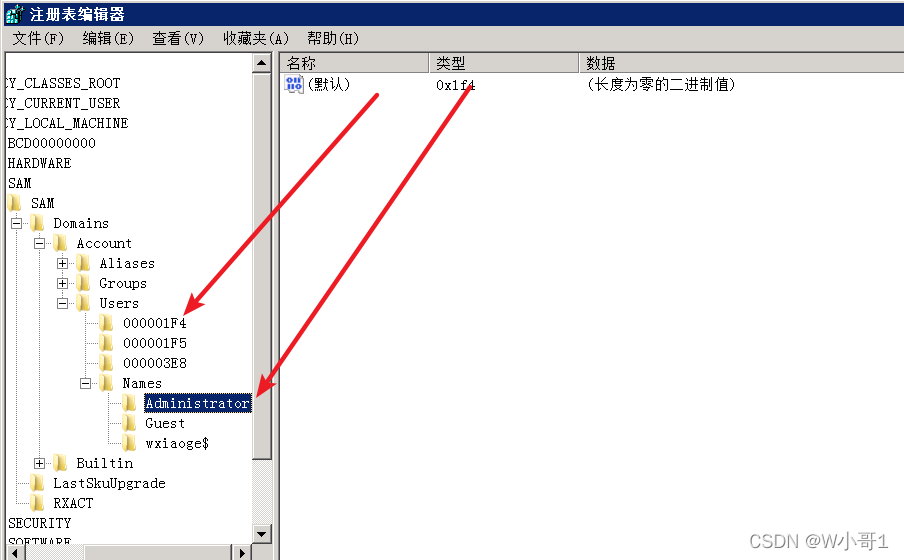 注册表编辑器
文件(F) 编辑(E) 查看(V) 收藏夹(A) 帮助(H)
名称 类型 数据
(默认) 0x1f4 (长度为零的二进制值)
EY_CLASSES_ROOT
EY_CURRENT_USER
EY_LOCAL_MACHINE
BCD00000000
HARDWARE
SAM
SAM
Domains
Account
Aliases
Groups
Users
000001F4
000001F5
000003E8
Names
Administrator
Guest
wxiaoge$
Builtin
LastSkuUpgrade
RXACT
SECURITY
SOFTWARE
CSDN @W小哥1